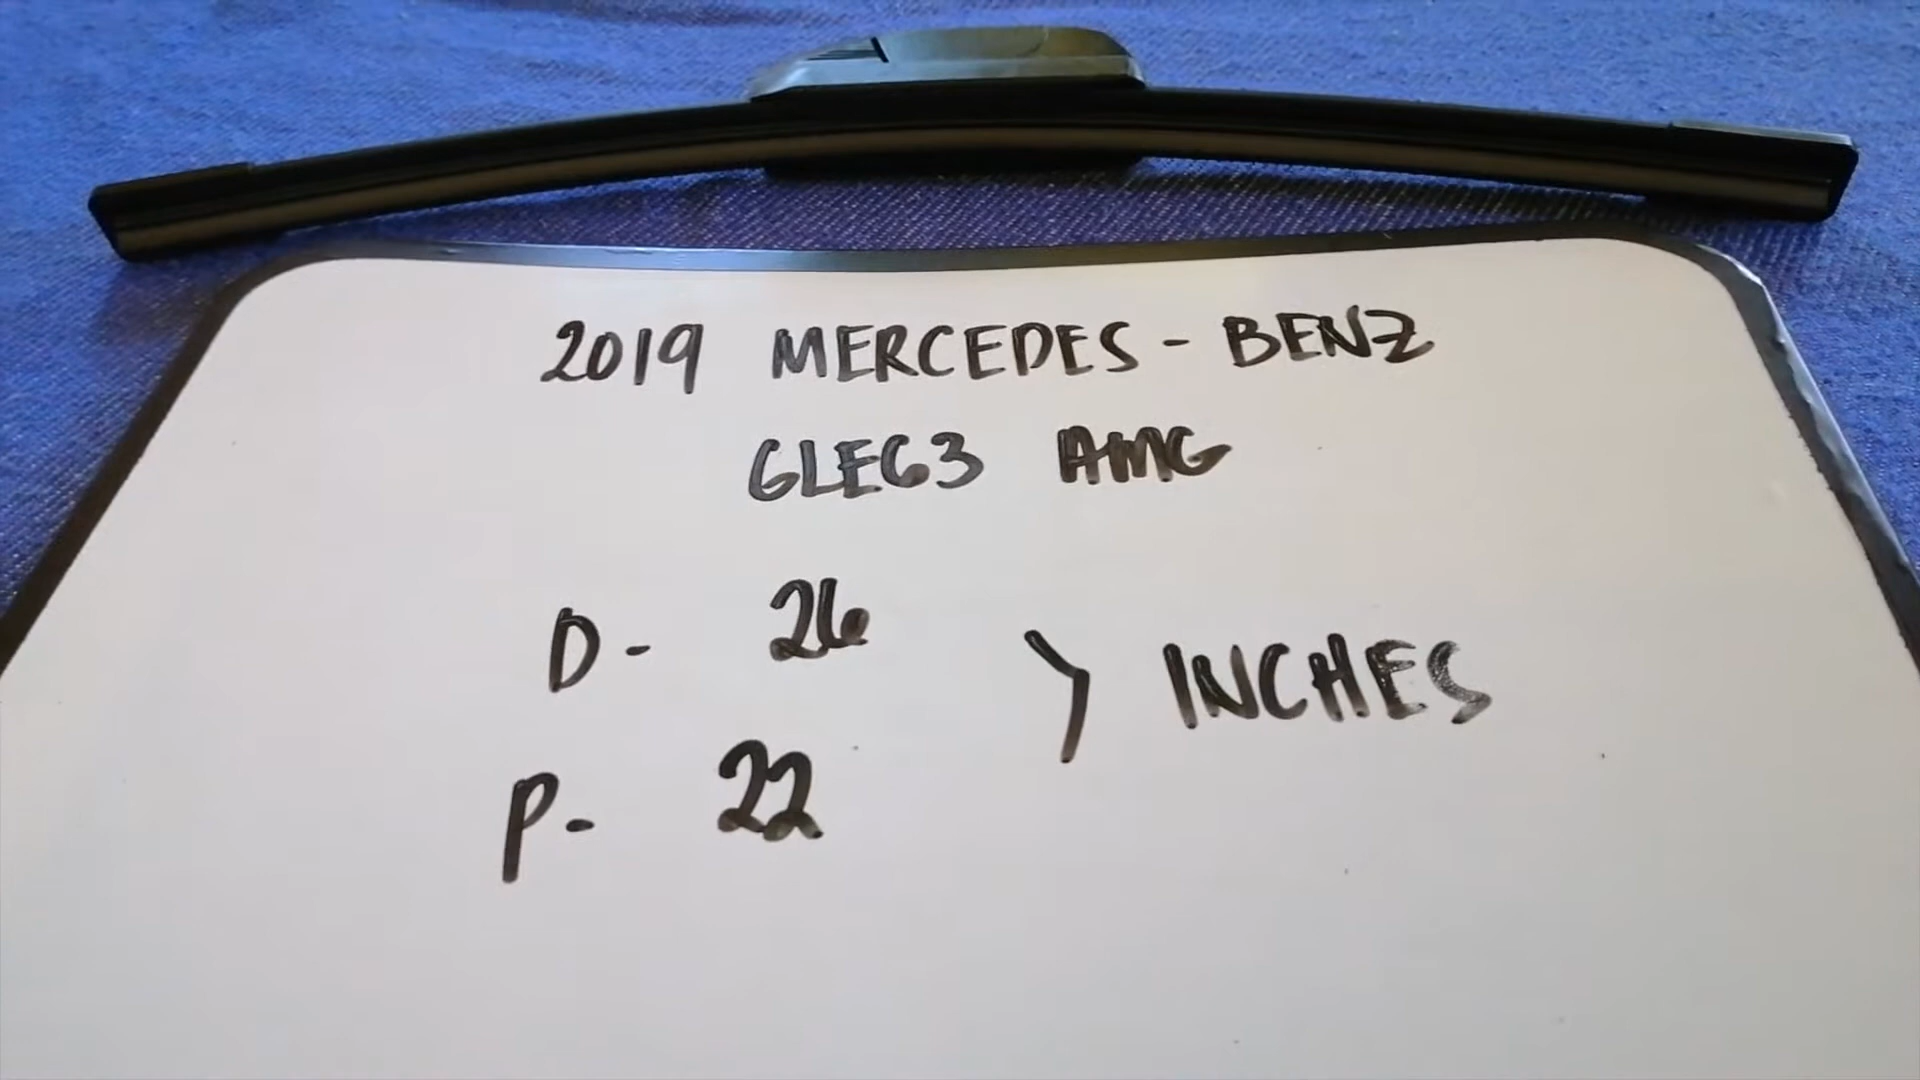 2019 MERCEDES - BENZ
GLE63 AMG
D - 26
P - 22
} INCHES